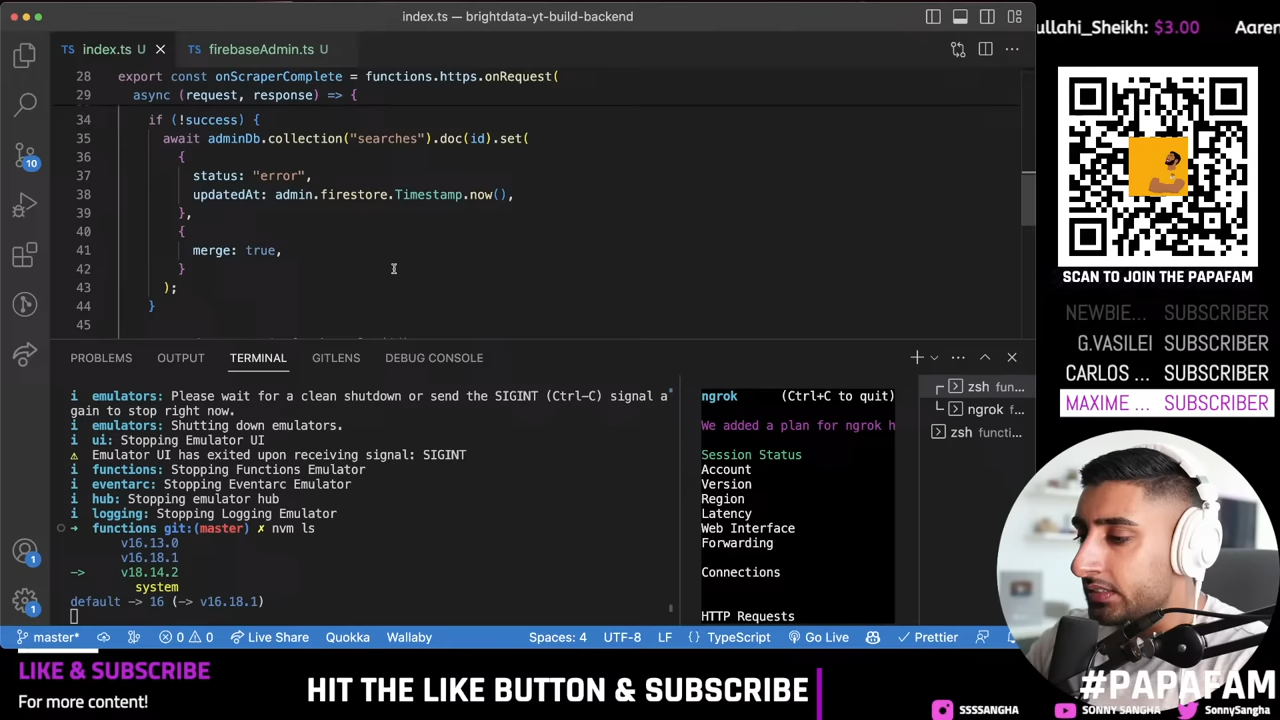 index.ts — brightdata-yt-build-backend
TS index.ts U
TS firebaseAdmin.ts U
28 export const onScraperComplete = functions.https.onRequest(
29 async (request, response) => {
34 if (!success) {
35 await adminDb.collection("searches").doc(id).set(
36 {
37 status: "error",
38 updatedAt: admin.firestore.Timestamp.now(),
39 },
40 {
41 merge: true,
42 }
43 );
44 }
45
PROBLEMS OUTPUT TERMINAL GITLENS DEBUG CONSOLE
i emulators: Please wait for a clean shutdown or send the SIGINT (Ctrl-C) signal a
gain to stop right now.
i emulators: Shutting down emulators.
i ui: Stopping Emulator UI
⚠ Emulator UI has exited upon receiving signal: SIGINT
i functions: Stopping Functions Emulator
i eventarc: Stopping Eventarc Emulator
i hub: Stopping emulator hub
i logging: Stopping Logging Emulator
➜ functions git:(master) ✗ nvm ls
v16.13.0
v16.18.1
-> v18.14.2
system
default -> 16 (-> v16.18.1)
ngrok (Ctrl+C to quit)
We added a plan for ngrok h
Session Status
Account
Version
Region
Latency
Web Interface
Forwarding
Connections
HTTP Requests
zsh func...
ngrok f...
zsh functi...
10
1
1
master* 0 0 Live Share Quokka Wallaby Spaces: 4 UTF-8 LF { } TypeScript Go Live Prettier
ullahi_Sheikh: $3.00 Aaren
SCAN TO JOIN THE PAPAFAM
NEWBIE... SUBSCRIBER
G.VASILEI SUBSCRIBER
CARLOS ... SUBSCRIBER
MAXIME ... SUBSCRIBER
LIKE & SUBSCRIBE
For more content!
HIT THE LIKE BUTTON & SUBSCRIBE
#PAPAFAM
SSSSANGHA SONNY SANGHA SonnySangha